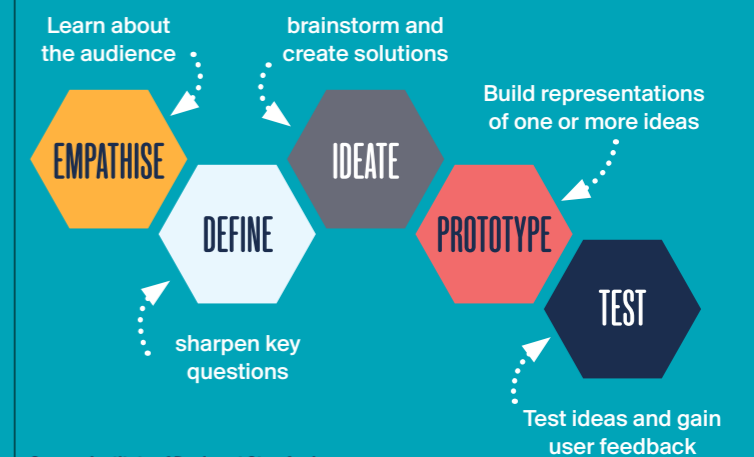 Learn about
the audience
brainstorm and
create solutions
Build representations
of one or more ideas
EMPATHISE
IDEATE
DEFINE
PROTOTYPE
TEST
sharpen key
questions
Test ideas and gain
user feedback